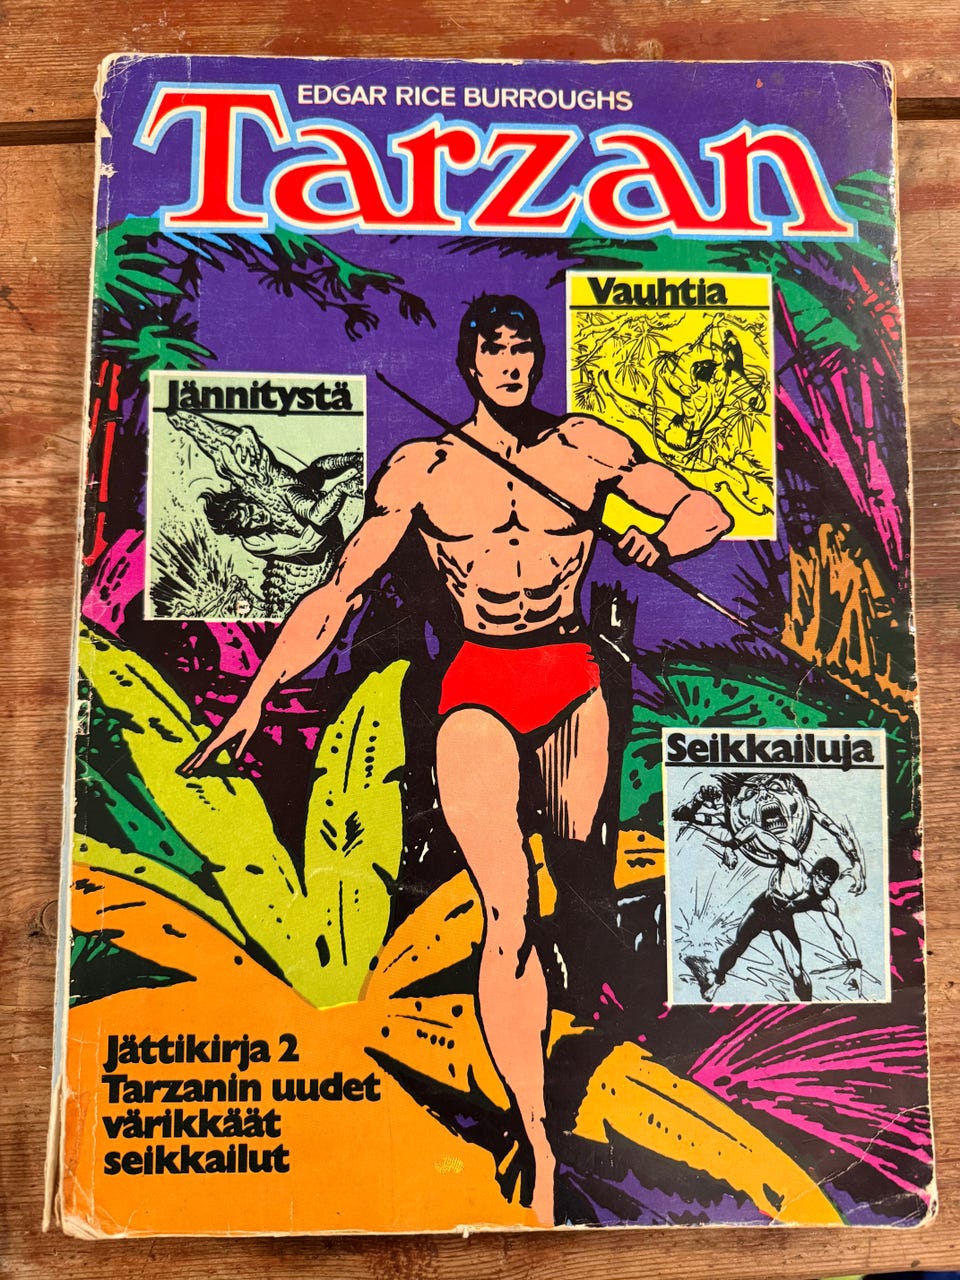 EDGAR RICE BURROUGHS
Tarzan
Vauhtia
Jännitystä
Seikkailuja
Jättikirja 2
Tarzanin uudet
värikkäät
seikkailut